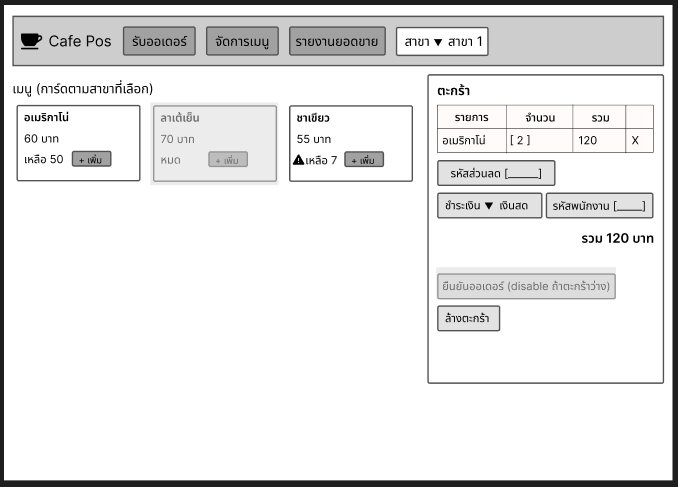 Cafe Pos รับออเดอร์ จัดการเมนู รายงานยอดขาย สาขา ▼ สาขา 1
เมนู (การ์ดตามสาขาที่เลือก)
อเมริกาโน่
60 บาท
เหลือ 50 + เพิ่ม
ลาเต้เย็น
70 บาท
หมด + เพิ่ม
ชาเขียว
55 บาท
เหลือ 7 + เพิ่ม
ตะกร้า
รายการ จำนวน รวม
อเมริกาโน่ [ 2 ] 120 X
รหัสส่วนลด [_____]
ชำระเงิน ▼ เงินสด รหัสพนักงาน [____]
รวม 120 บาท
ยืนยันออเดอร์ (disable ถ้าตะกร้าว่าง)
ล้างตะกร้า